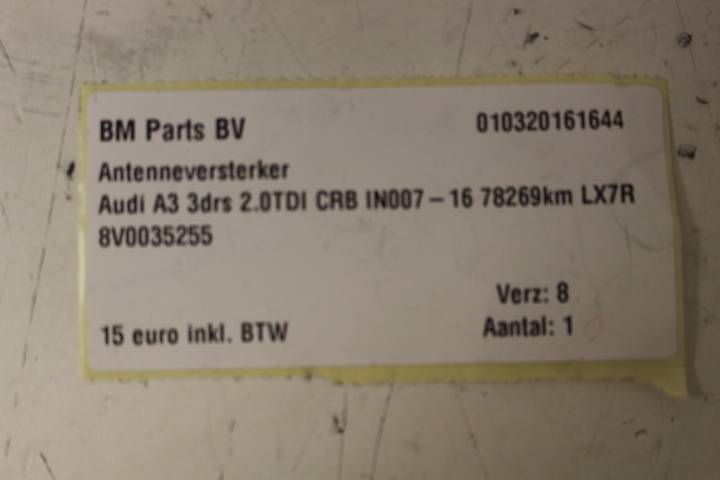 BM Parts BV 010320161644
Antenneversterker
Audi A3 3drs 2.0TDI CRB IN007 – 16 78269km LX7R
8V0035255
Verz: 8
15 euro inkl. BTW Aantal: 1